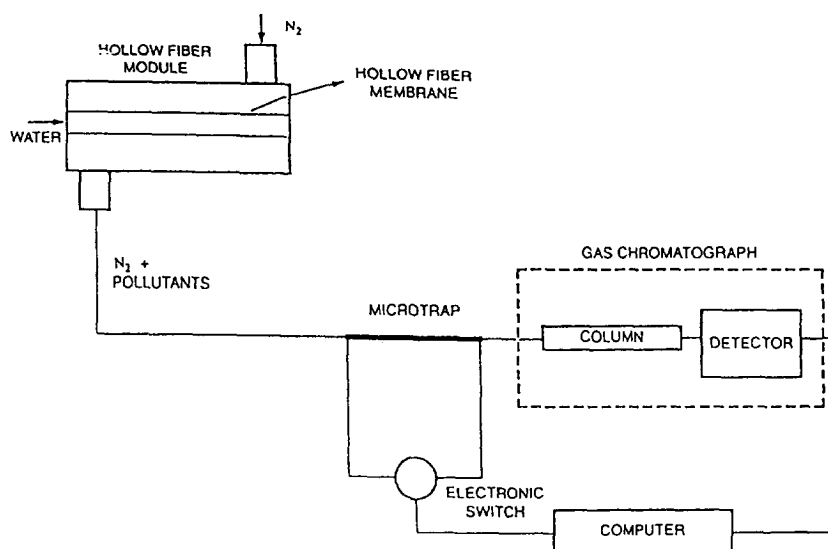 N₂
HOLLOW FIBER
MODULE
HOLLOW FIBER
MEMBRANE
WATER
N₂ +
POLLUTANTS
GAS CHROMATOGRAPH
MICROTRAP
COLUMN
DETECTOR
ELECTRONIC
SWITCH
COMPUTER